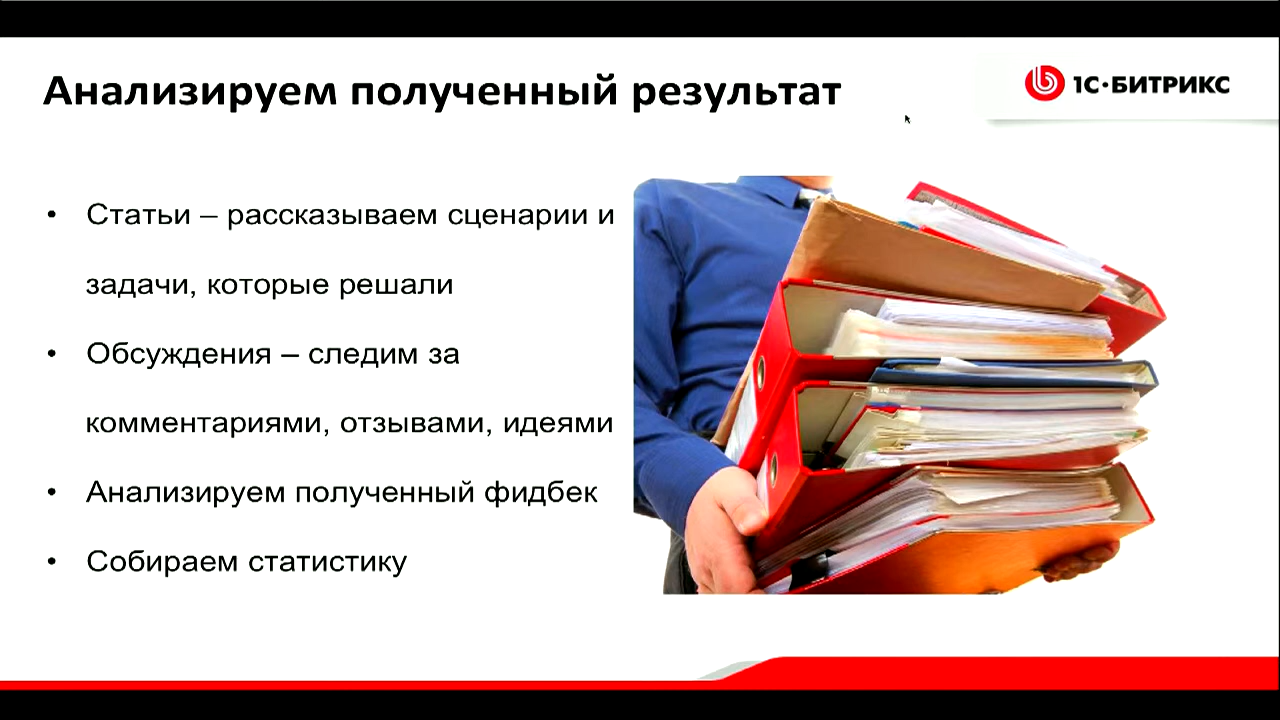 Анализируем полученный результат
1С·БИТРИКС
• Статьи – рассказываем сценарии и
задачи, которые решали
• Обсуждения – следим за
комментариями, отзывами, идеями
• Анализируем полученный фидбек
• Собираем статистику